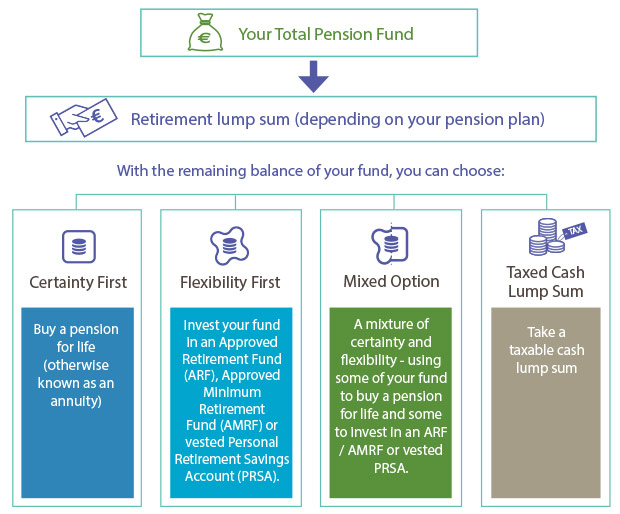 Your Total Pension Fund
Retirement lump sum (depending on your pension plan)
With the remaining balance of your fund, you can choose:
Certainty First
Buy a pension
for life
(otherwise
known as an
annuity)
Flexibility First
Invest your fund
in an Approved
Retirement Fund
(ARF), Approved
Minimum
Retirement
Fund (AMRF) or
vested Personal
Retirement Savings
Account (PRSA).
Mixed Option
A mixture of
certainty and
flexibility - using
some of your fund
to buy a pension
for life and some
to invest in an ARF
/ AMRF or vested
PRSA.
TAX
Taxed Cash
Lump Sum
Take a
taxable cash
lump sum